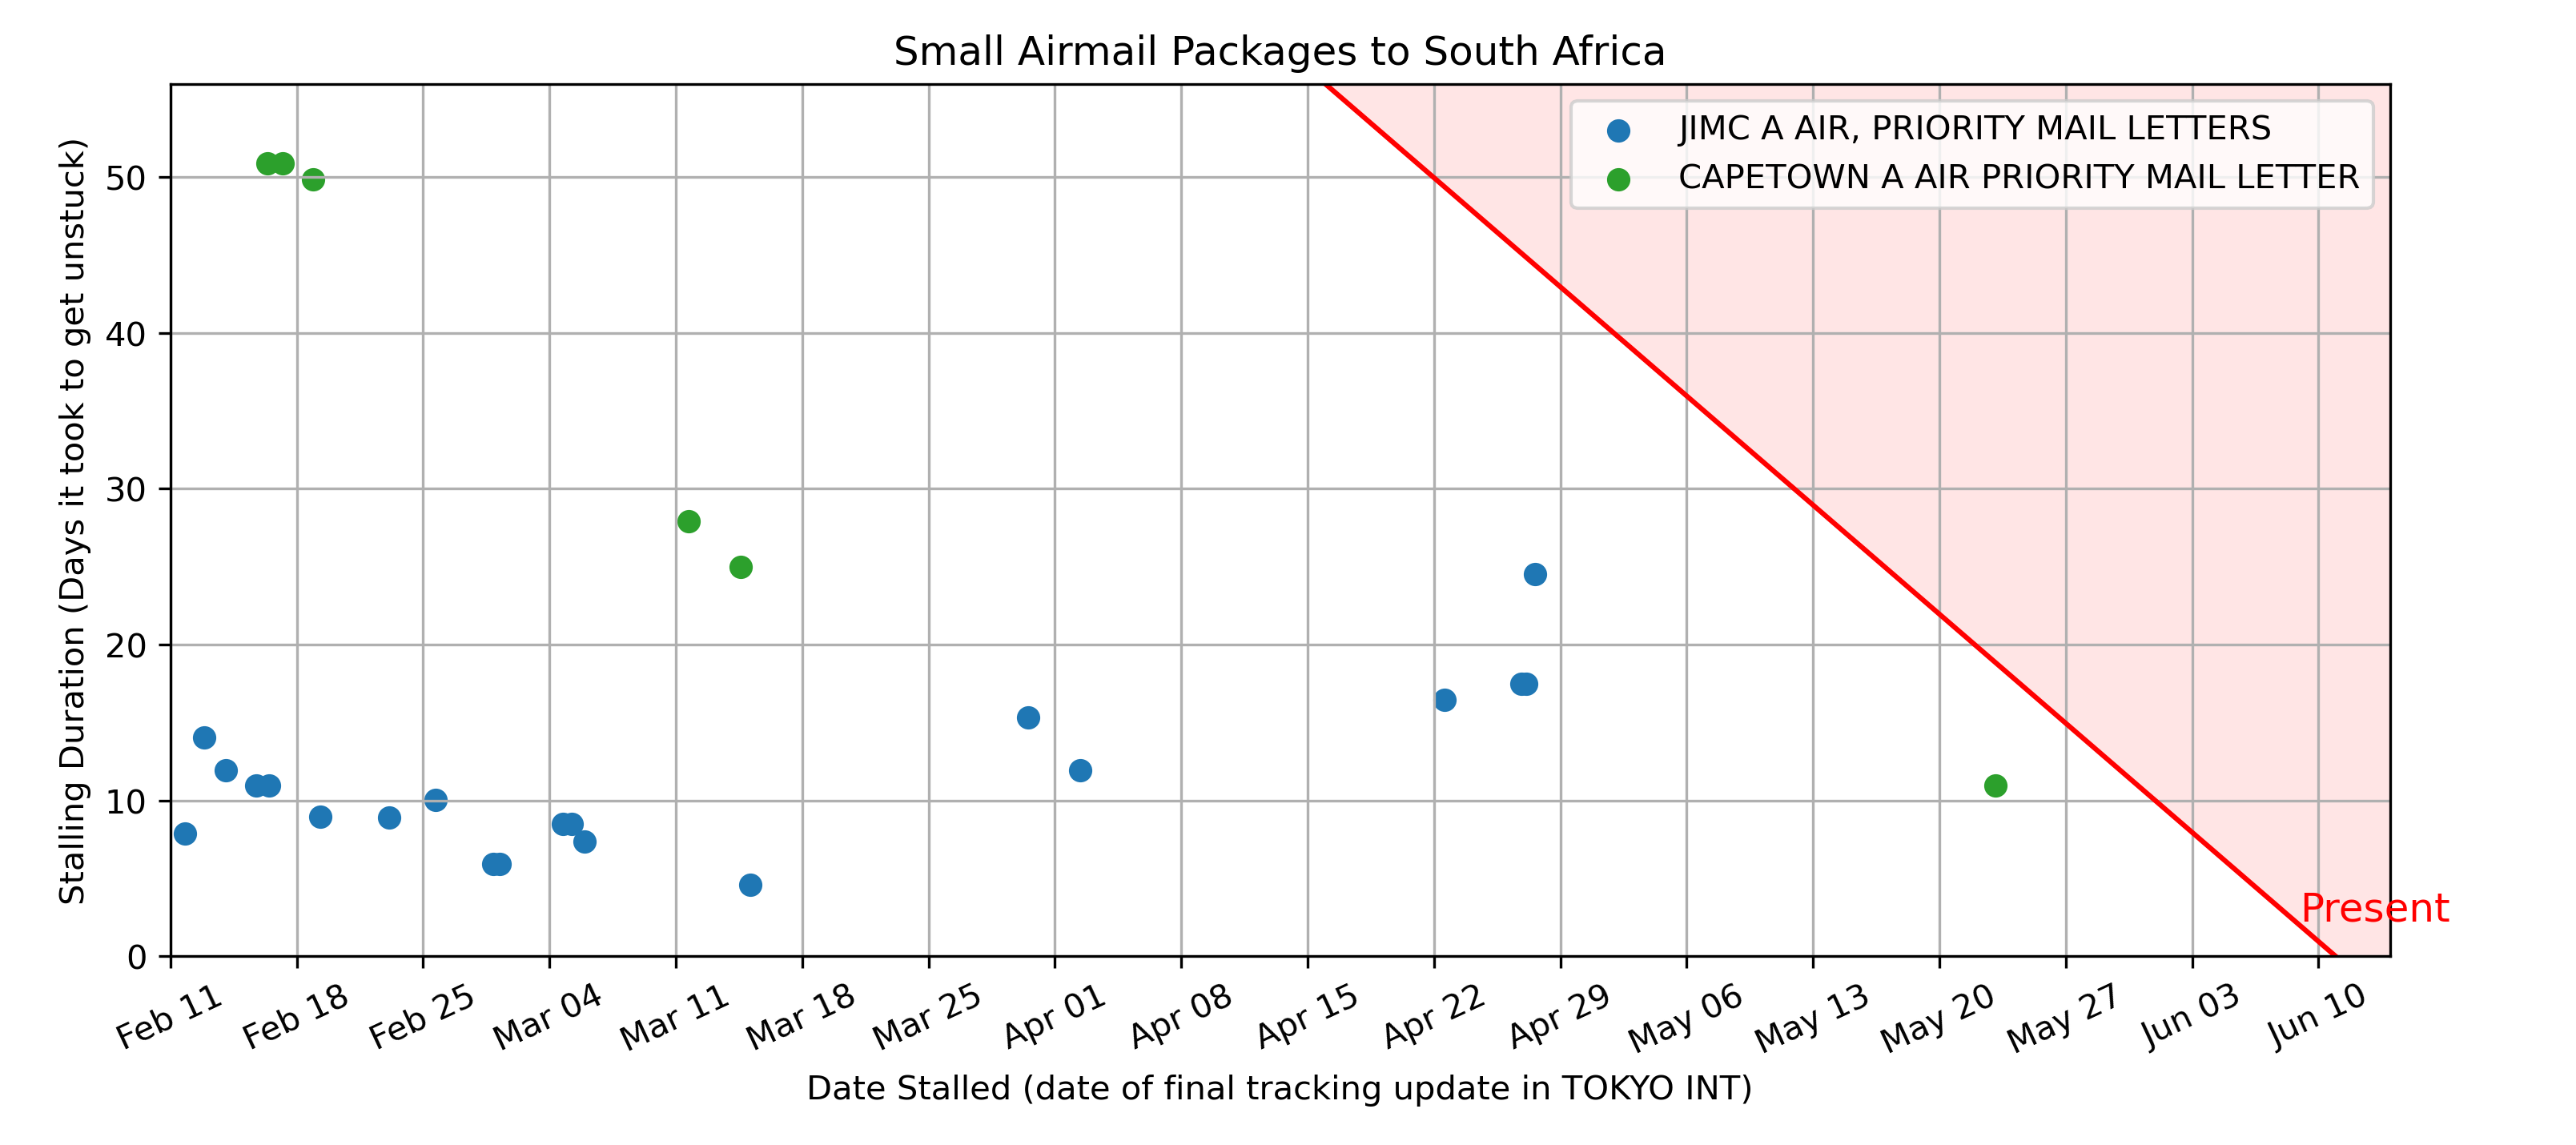 Small Airmail Packages to South Africa
JIMC A AIR, PRIORITY MAIL LETTERS
CAPETOWN A AIR PRIORITY MAIL LETTER
Stalling Duration (Days it took to get unstuck)
50
40
30
20
10
0
Present
Feb 11
Feb 18
Feb 25
Mar 04
Mar 11
Mar 18
Mar 25
Apr 01
Apr 08
Apr 15
Apr 22
Apr 29
May 06
May 13
May 20
May 27
Jun 03
Jun 10
Date Stalled (date of final tracking update in TOKYO INT)